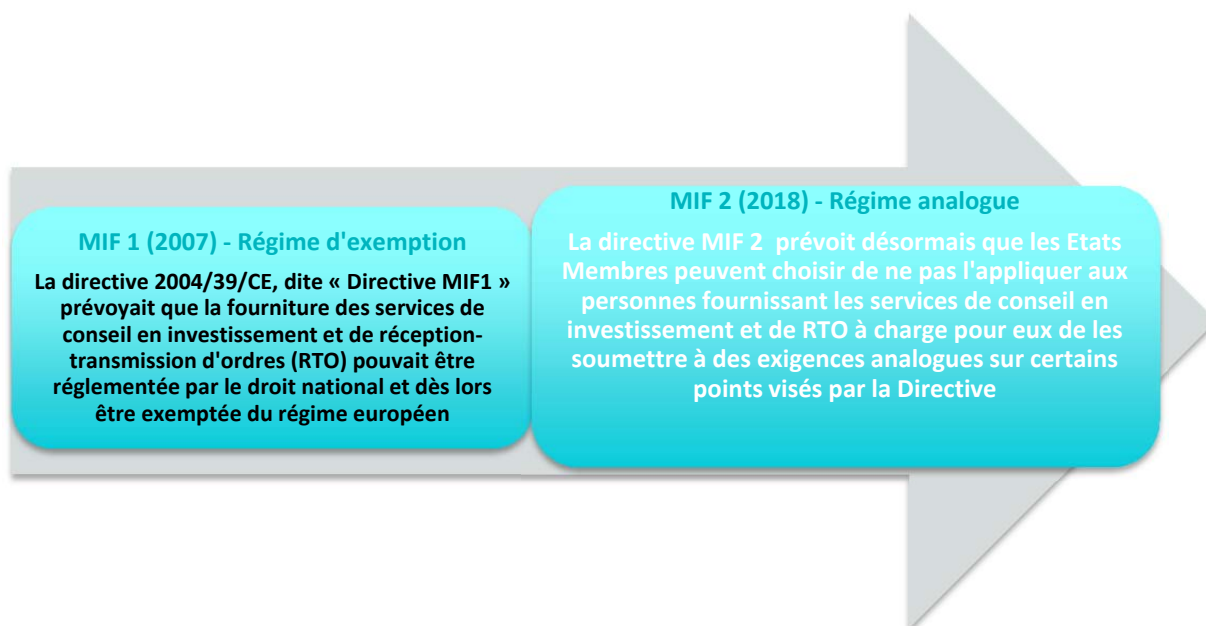 MIF 1 (2007) - Régime d'exemption
La directive 2004/39/CE, dite « Directive MIF1 »
prévoyait que la fourniture des services de
conseil en investissement et de réception-
transmission d'ordres (RTO) pouvait être
réglementée par le droit national et dès lors
être exemptée du régime européen
MIF 2 (2018) - Régime analogue
La directive MIF 2 prévoit désormais que les Etats
Membres peuvent choisir de ne pas l'appliquer aux
personnes fournissant les services de conseil en
investissement et de RTO à charge pour eux de les
soumettre à des exigences analogues sur certains
points visés par la Directive